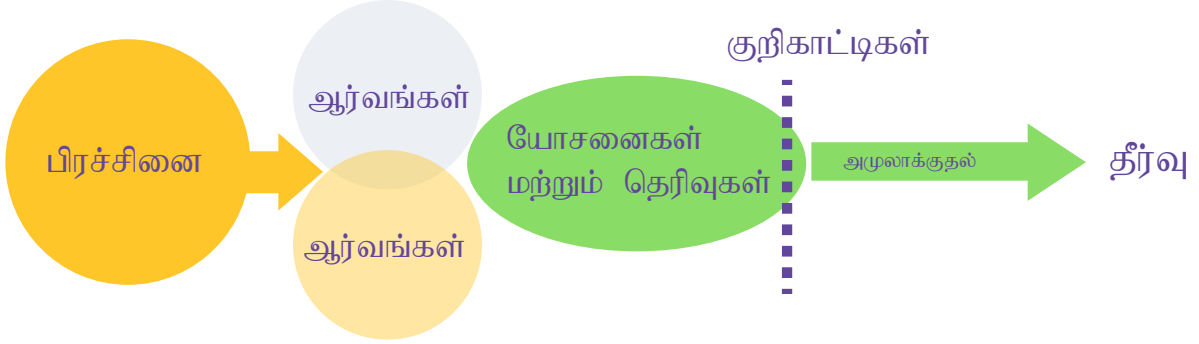 பிரச்சினை
ஆர்வங்கள்
ஆர்வங்கள்
யோசனைகள்
மற்றும் தெரிவுகள்
குறிகாட்டிகள்
அமுலாக்குதல்
தீர்வு